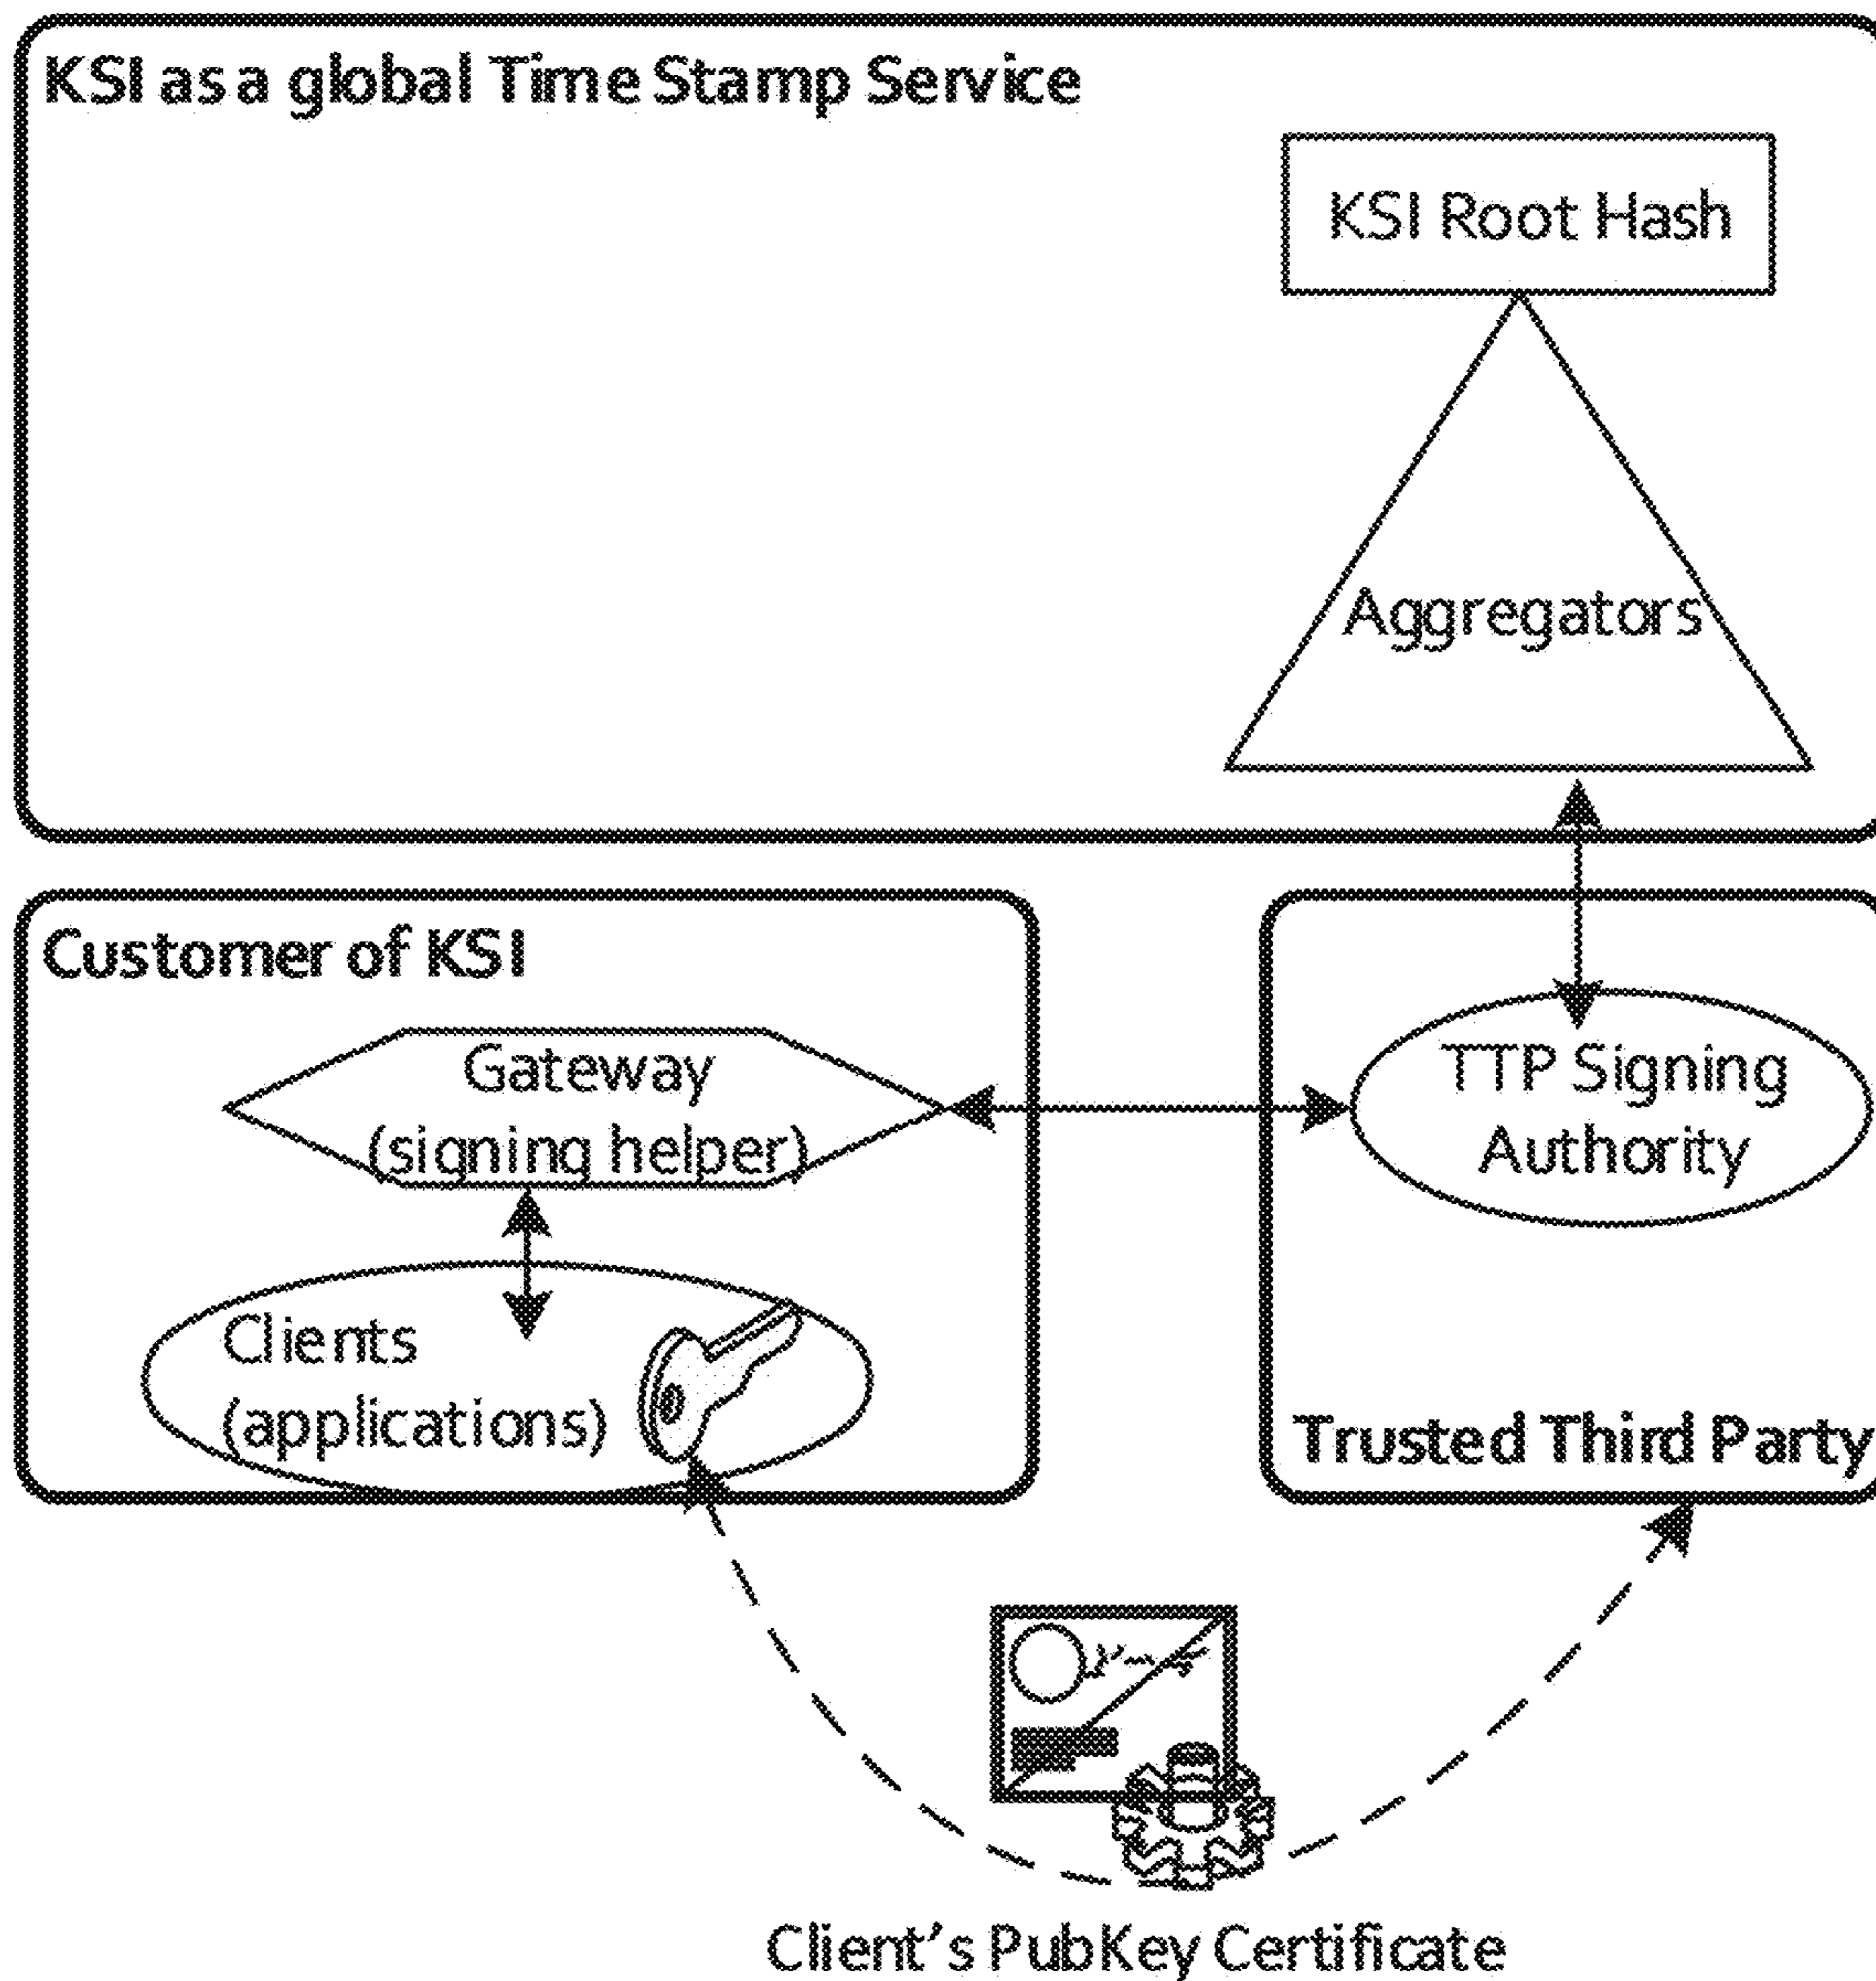 KSI as a global Time Stamp Service
KSI Root Hash
Aggregators
Customer of KSI
Gateway
(signing helper)
TTP Signing
Authority
Clients
(applications)
Trusted Third Party
Client's PubKey Certificate